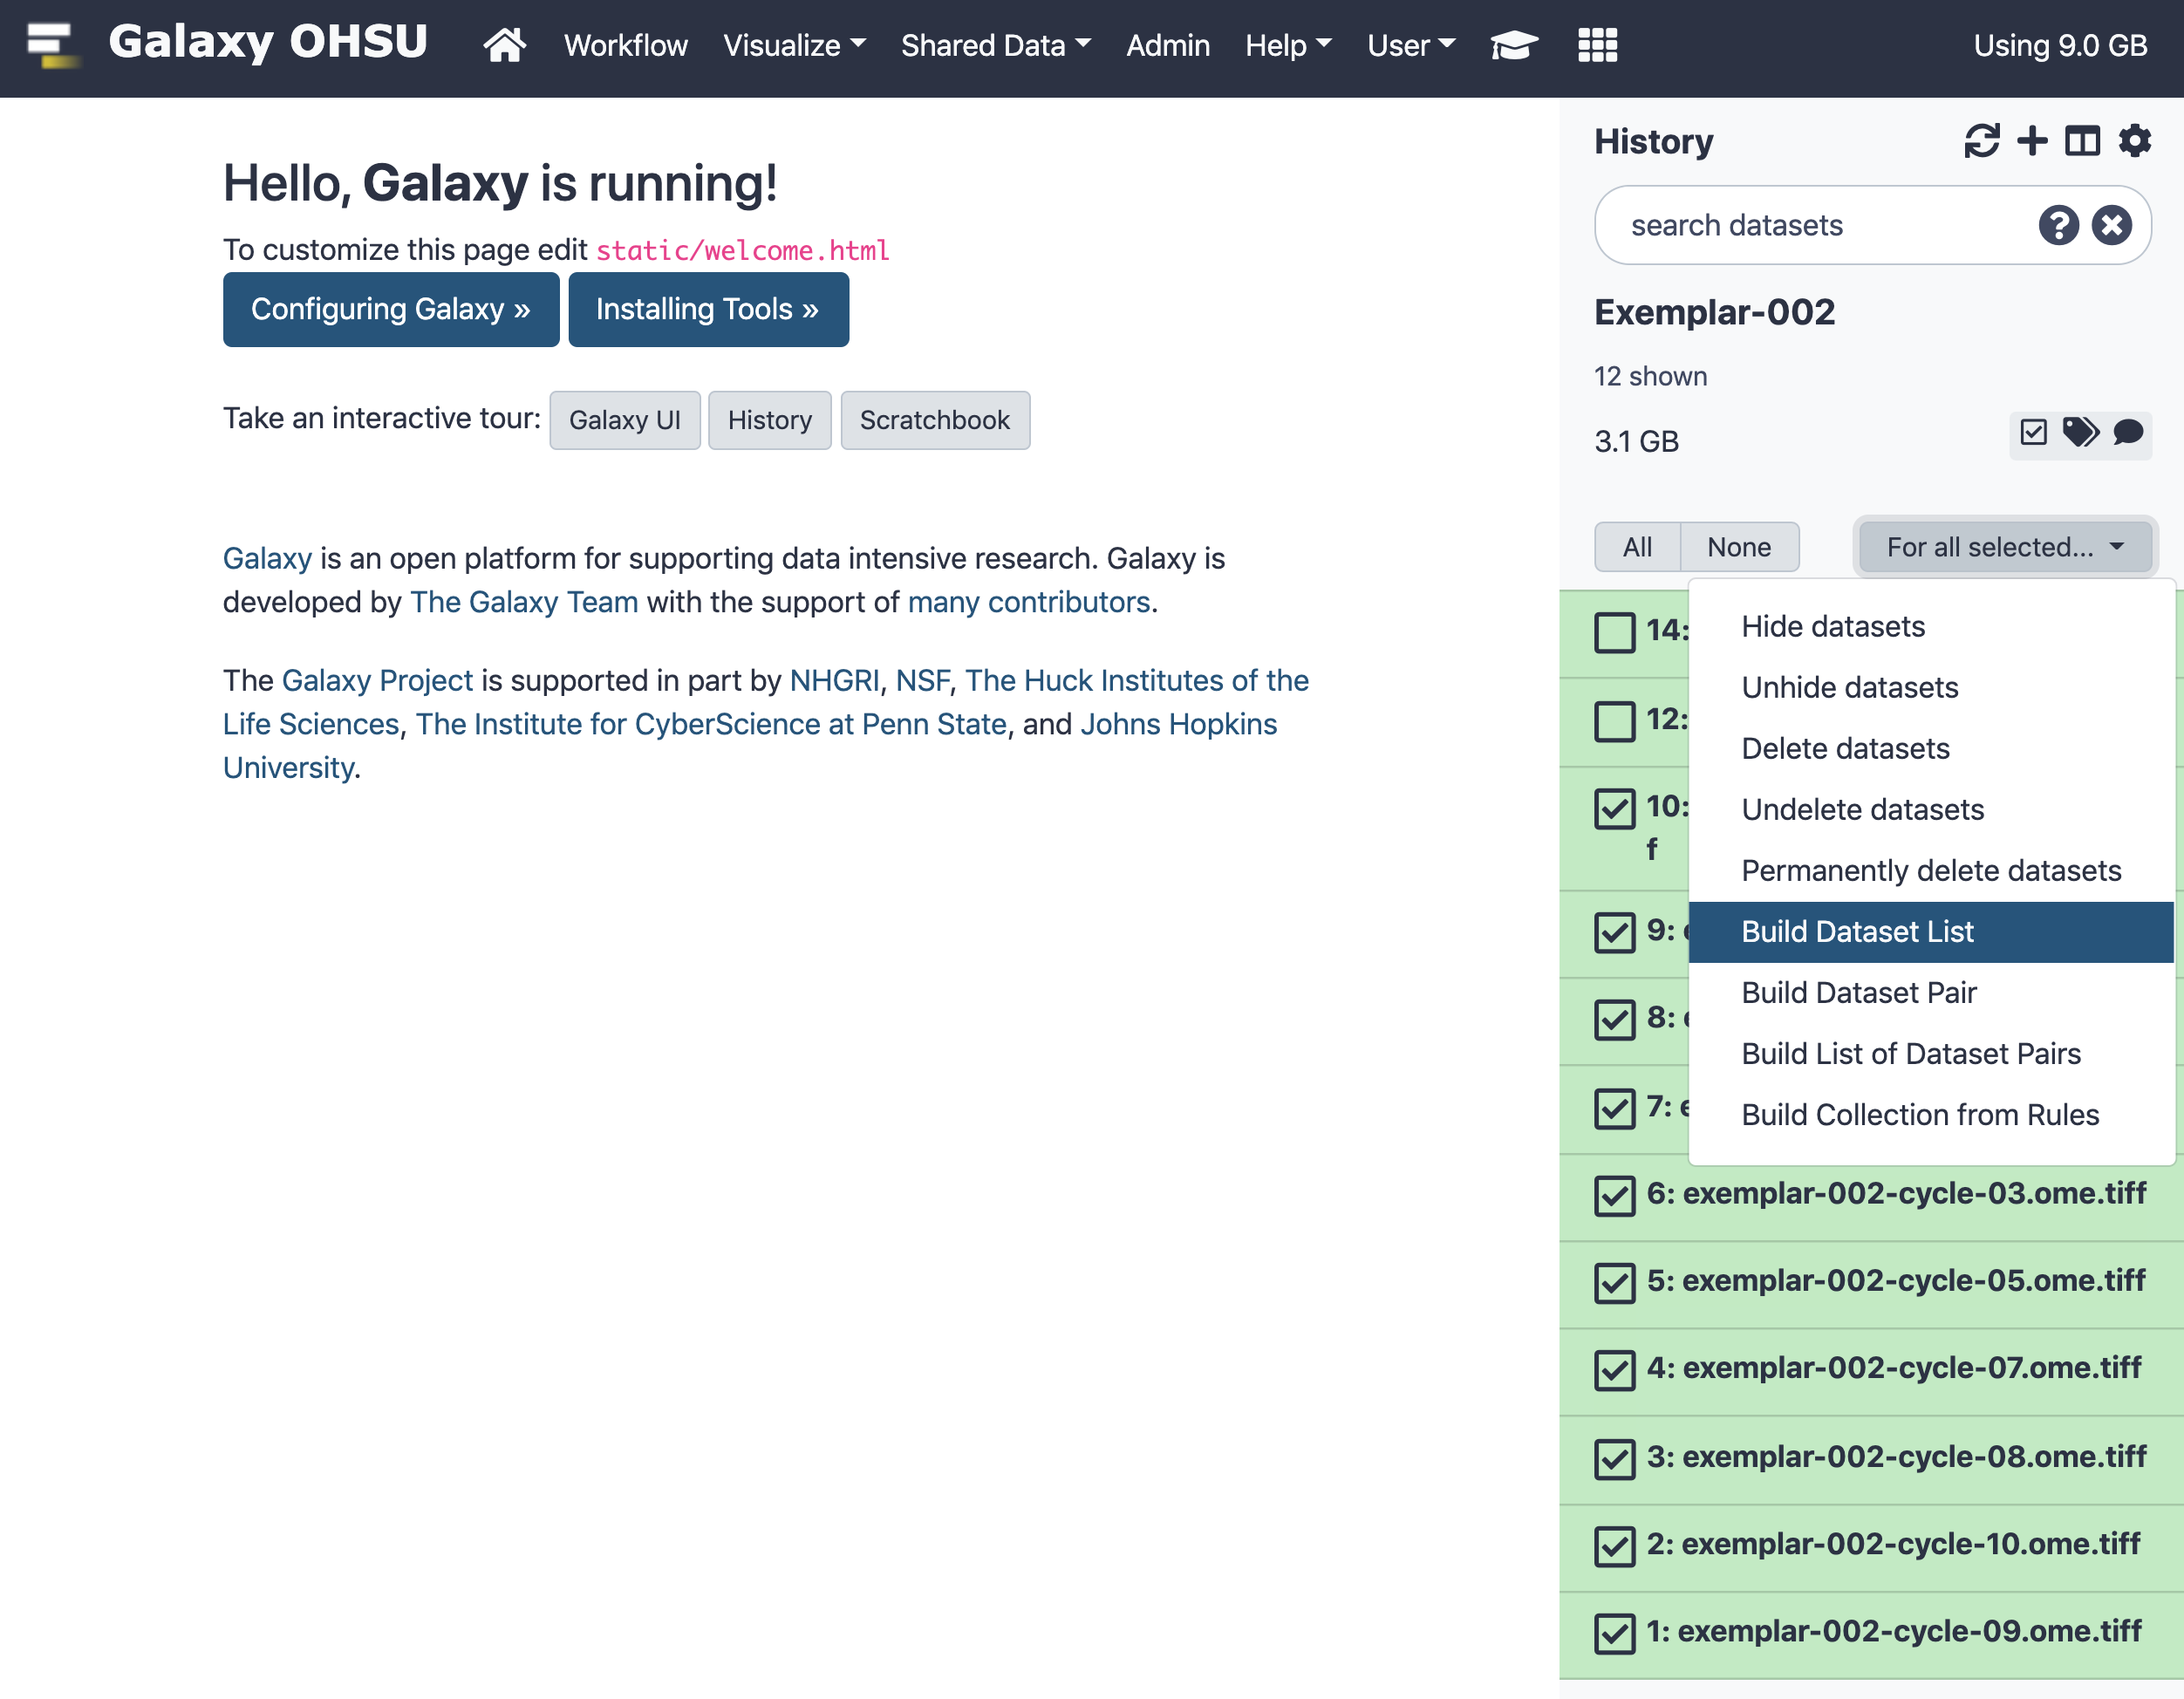 Galaxy OHSU
Workflow
Visualize
Shared Data
Admin
Help
User
Using 9.0 GB
Hello, Galaxy is running!
To customize this page edit static/welcome.html
Configuring Galaxy »
Installing Tools »
Take an interactive tour:
Galaxy UI
History
Scratchbook
Galaxy is an open platform for supporting data intensive research. Galaxy is
developed by The Galaxy Team with the support of many contributors.
The Galaxy Project is supported in part by NHGRI, NSF, The Huck Institutes of the
Life Sciences, The Institute for CyberScience at Penn State, and Johns Hopkins
University.
History
search datasets
Exemplar-002
12 shown
3.1 GB
All
None
For all selected...
Hide datasets
Unhide datasets
Delete datasets
Undelete datasets
Permanently delete datasets
Build Dataset List
Build Dataset Pair
Build List of Dataset Pairs
Build Collection from Rules
14:
12:
10:
f
9:
8:
7:
6: exemplar-002-cycle-03.ome.tiff
5: exemplar-002-cycle-05.ome.tiff
4: exemplar-002-cycle-07.ome.tiff
3: exemplar-002-cycle-08.ome.tiff
2: exemplar-002-cycle-10.ome.tiff
1: exemplar-002-cycle-09.ome.tiff